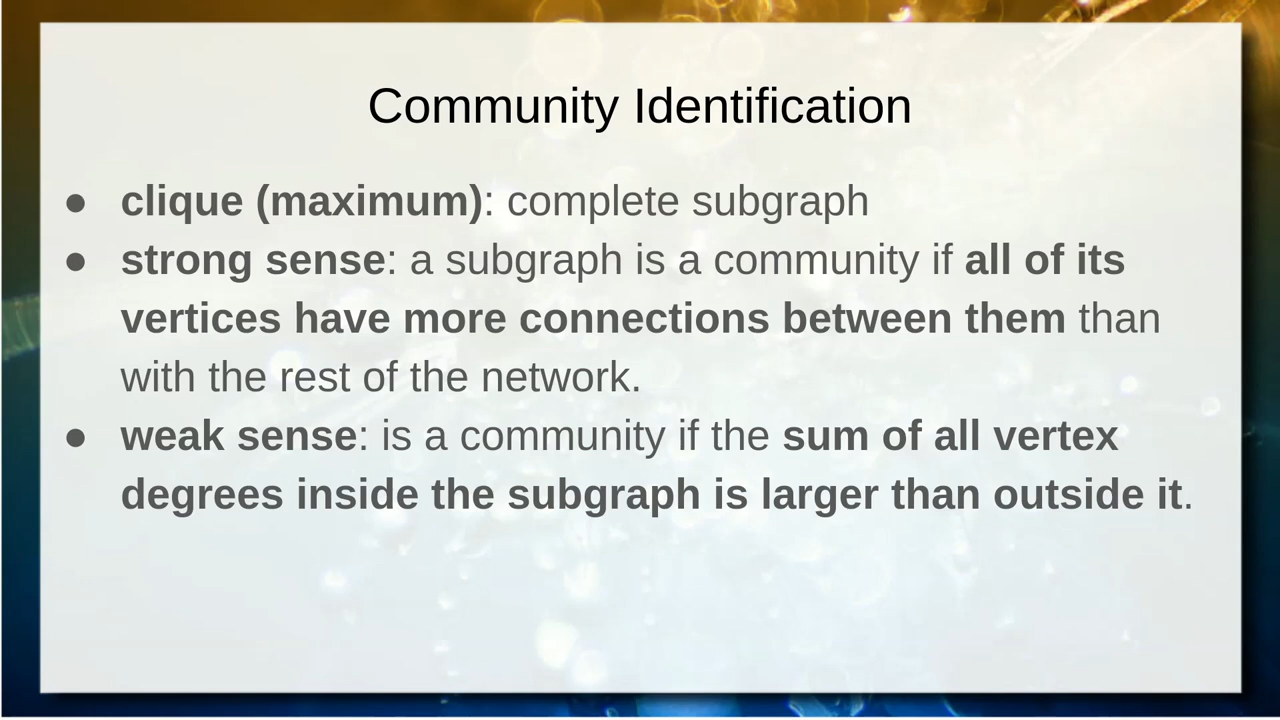 Community Identification
● clique (maximum): complete subgraph
● strong sense: a subgraph is a community if all of its
vertices have more connections between them than
with the rest of the network.
● weak sense: is a community if the sum of all vertex
degrees inside the subgraph is larger than outside it.